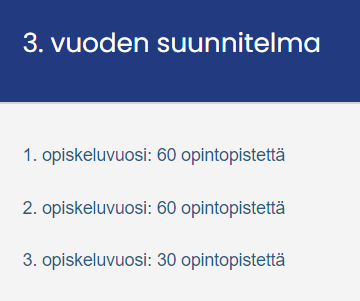 3. vuoden suunnitelma
1. opiskeluvuosi: 60 opintopistettä
2. opiskeluvuosi: 60 opintopistettä
3. opiskeluvuosi: 30 opintopistettä